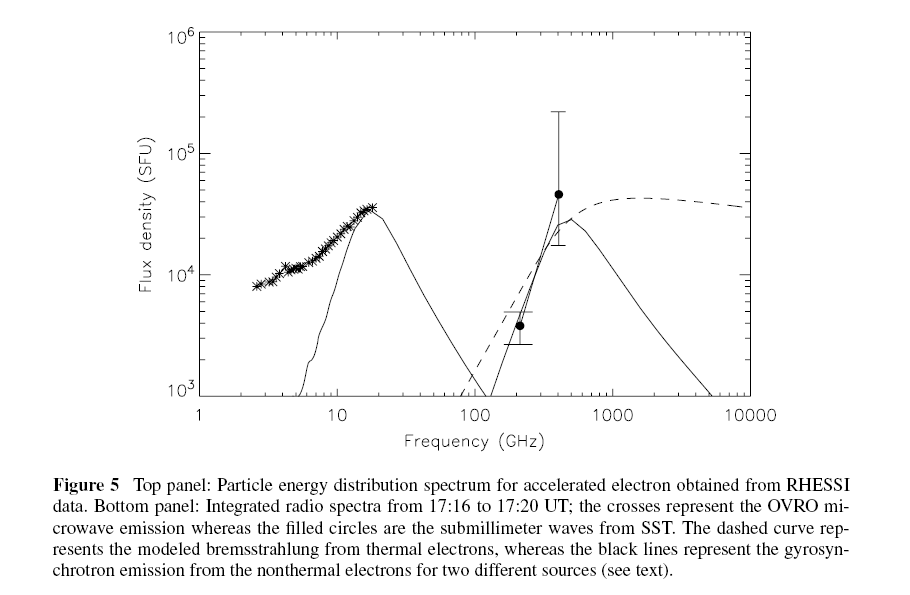 10^6
10^5
10^4
10^3
Flux density (SFU)
1 10 100 1000 10000
Frequency (GHz)
Figure 5 Top panel: Particle energy distribution spectrum for accelerated electron obtained from RHESSI
data. Bottom panel: Integrated radio spectra from 17:16 to 17:20 UT; the crosses represent the OVRO mi-
crowave emission whereas the filled circles are the submillimeter waves from SST. The dashed curve rep-
resents the modeled bremsstrahlung from thermal electrons, whereas the black lines represent the gyrosyn-
chrotron emission from the nonthermal electrons for two different sources (see text).